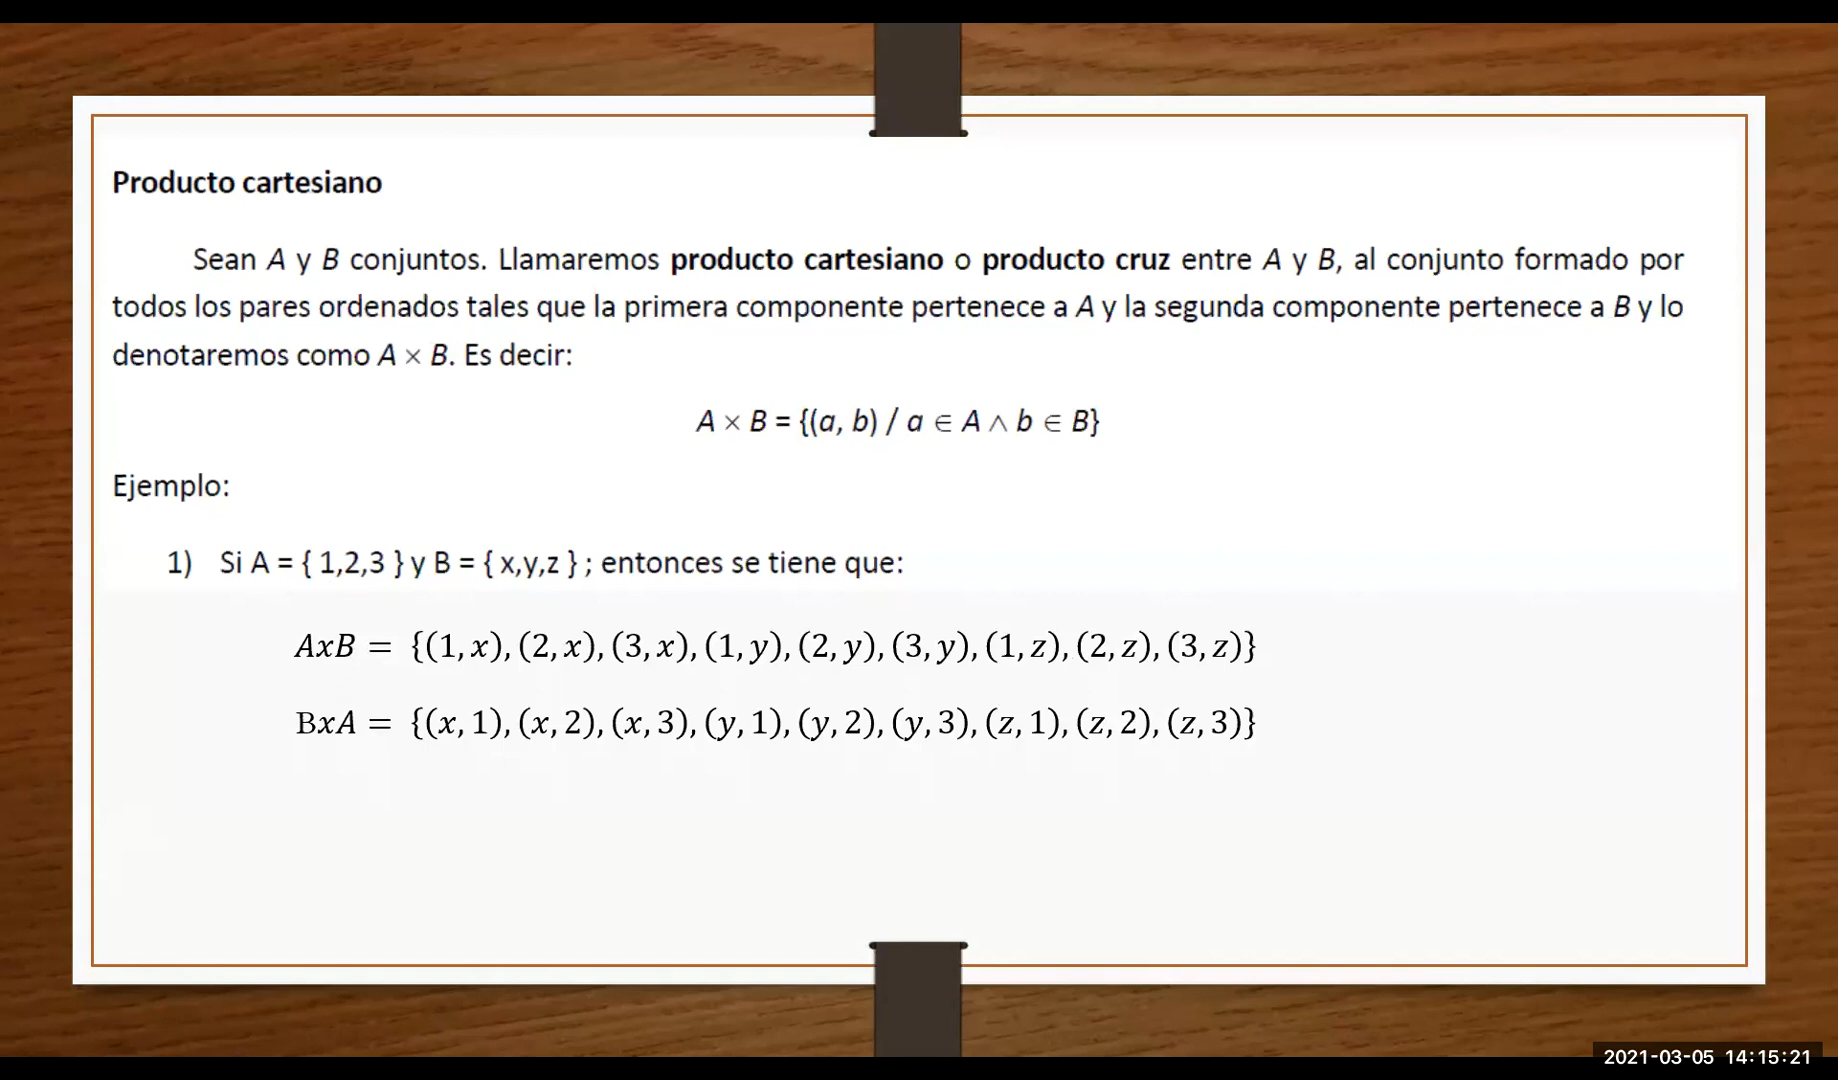 Producto cartesiano
Sean A y B conjuntos. Llamaremos producto cartesiano o producto cruz entre A y B, al conjunto formado por
todos los pares ordenados tales que la primera componente pertenece a A y la segunda componente pertenece a B y lo
denotaremos como A × B. Es decir:
A × B = {(a, b) / a ∈ A ∧ b ∈ B}
Ejemplo:
1) Si A = { 1,2,3 } y B = { x,y,z } ; entonces se tiene que:
AxB = {(1, x), (2, x), (3, x), (1, y), (2, y), (3, y), (1, z), (2, z), (3, z)}
BxA = {(x, 1), (x, 2), (x, 3), (y, 1), (y, 2), (y, 3), (z, 1), (z, 2), (z, 3)}
2021-03-05 14:15:21